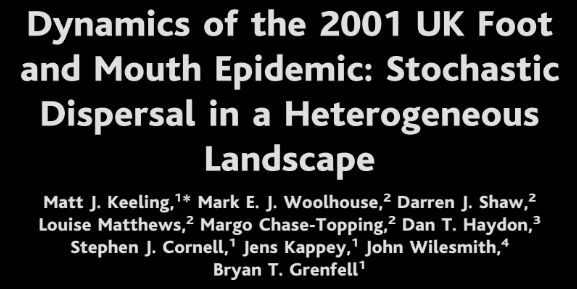 Dynamics of the 2001 UK Foot
and Mouth Epidemic: Stochastic
Dispersal in a Heterogeneous
Landscape
Matt J. Keeling,¹* Mark E. J. Woolhouse,² Darren J. Shaw,²
Louise Matthews,² Margo Chase-Topping,² Dan T. Haydon,³
Stephen J. Cornell,¹ Jens Kappey,¹ John Wilesmith,⁴
Bryan T. Grenfell¹